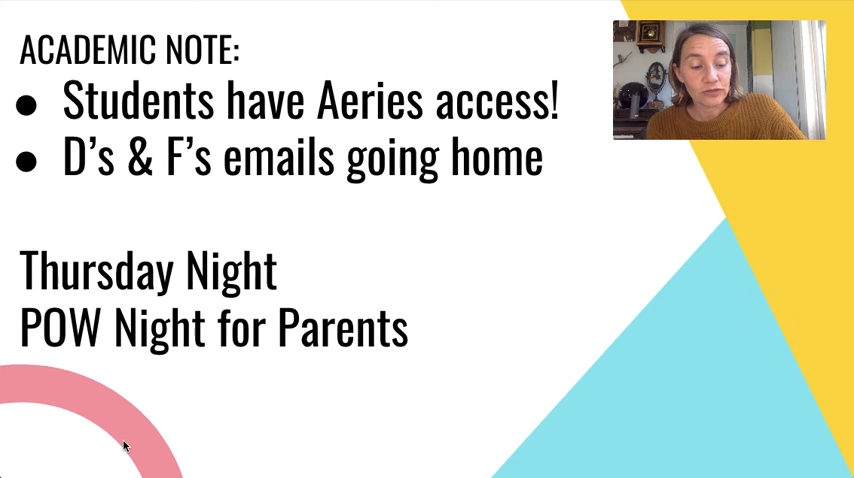 ACADEMIC NOTE:
● Students have Aeries access!
● D’s & F’s emails going home
Thursday Night
POW Night for Parents